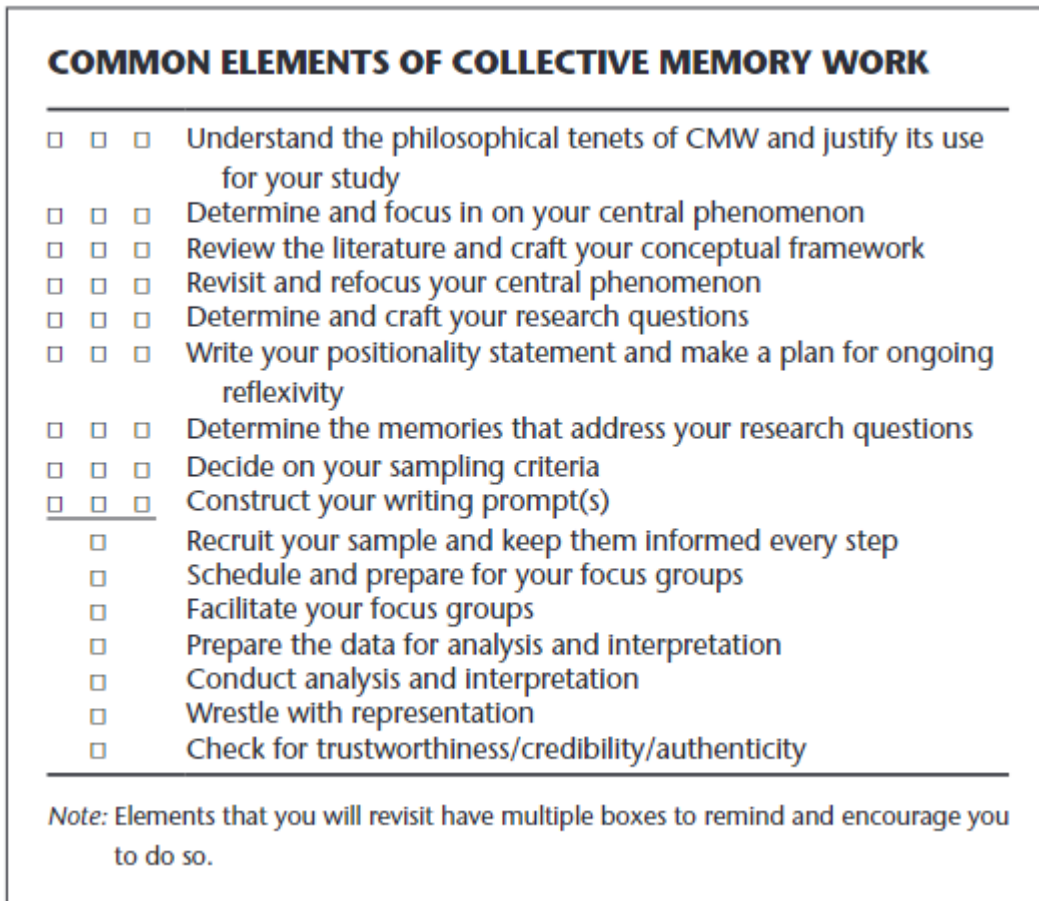 COMMON ELEMENTS OF COLLECTIVE MEMORY WORK
□ □ □ Understand the philosophical tenets of CMW and justify its use
for your study
□ □ □ Determine and focus in on your central phenomenon
□ □ □ Review the literature and craft your conceptual framework
□ □ □ Revisit and refocus your central phenomenon
□ □ □ Determine and craft your research questions
□ □ □ Write your positionality statement and make a plan for ongoing
reflexivity
□ □ □ Determine the memories that address your research questions
□ □ □ Decide on your sampling criteria
□ □ □ Construct your writing prompt(s)
□ Recruit your sample and keep them informed every step
□ Schedule and prepare for your focus groups
□ Facilitate your focus groups
□ Prepare the data for analysis and interpretation
□ Conduct analysis and interpretation
□ Wrestle with representation
□ Check for trustworthiness/credibility/authenticity
Note: Elements that you will revisit have multiple boxes to remind and encourage you
to do so.